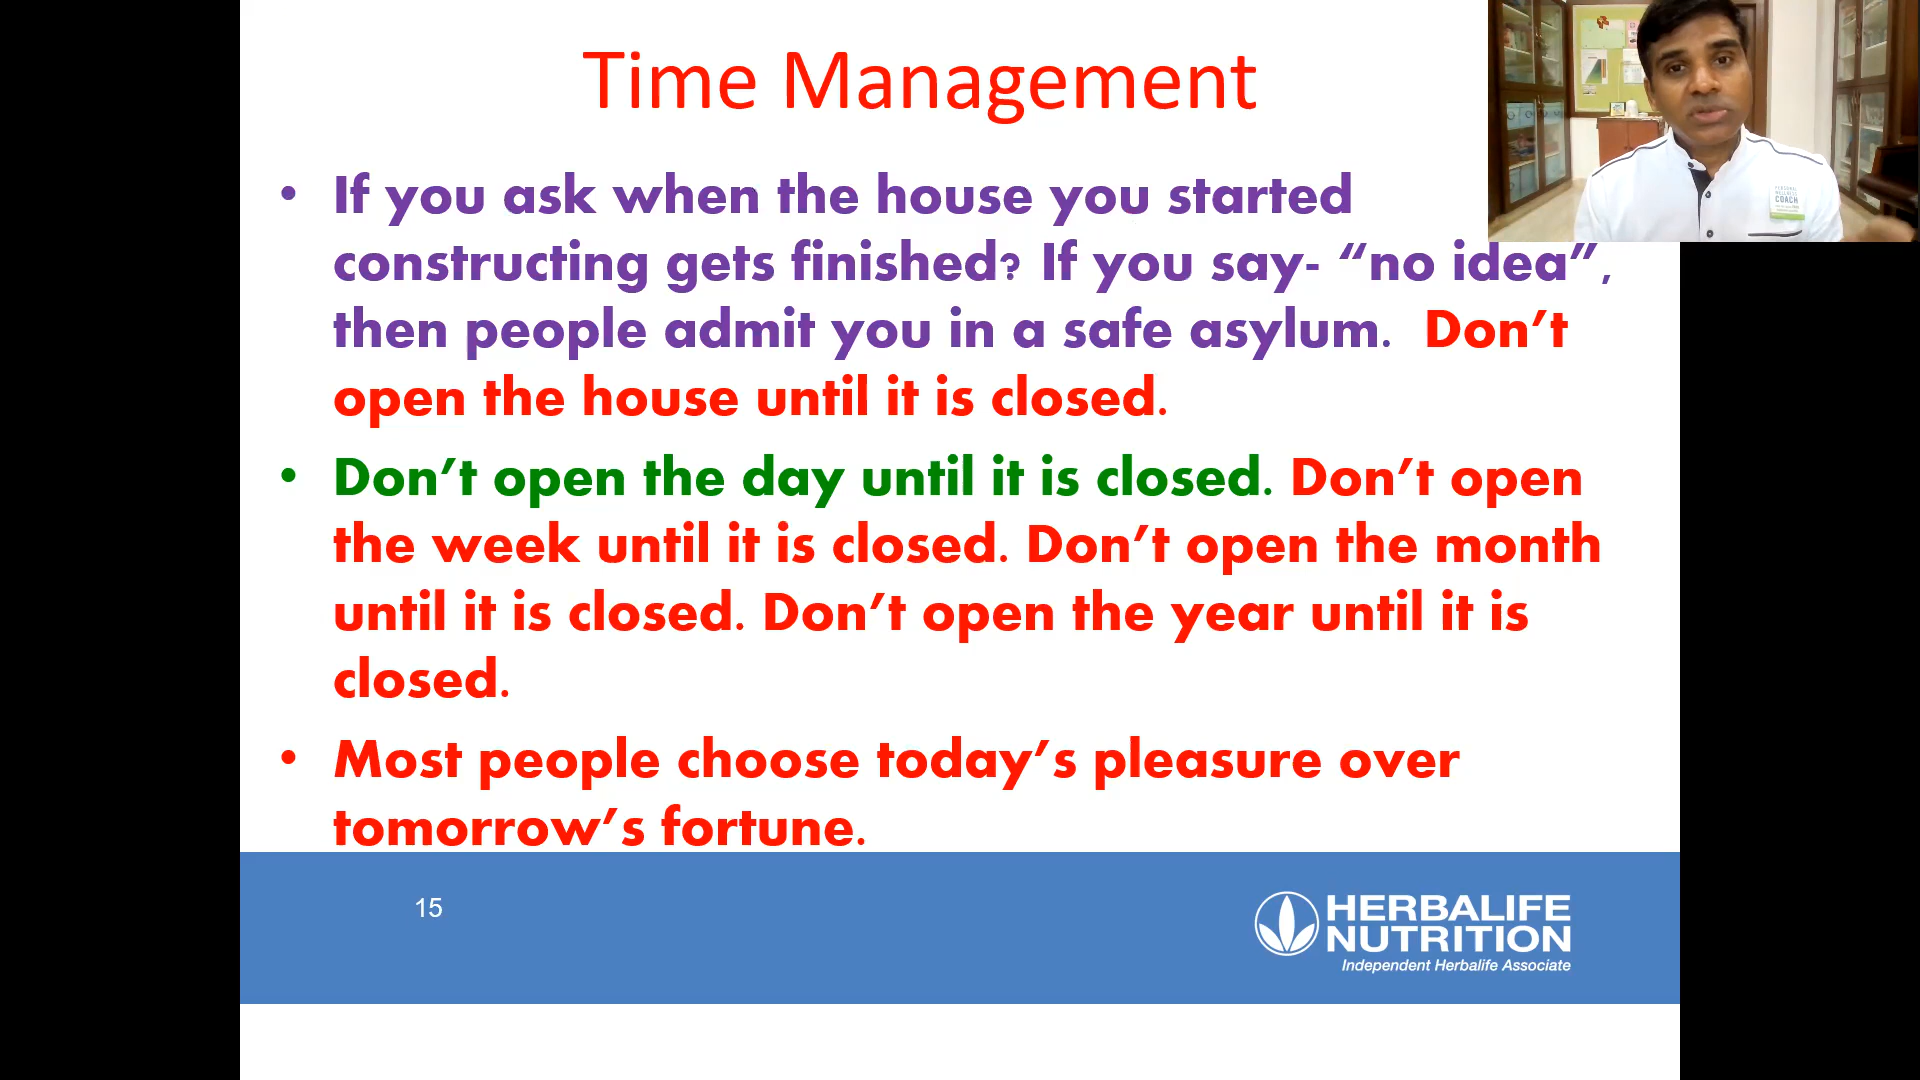 Time Management
• If you ask when the house you started
constructing gets finished? If you say- “no idea”,
then people admit you in a safe asylum. Don’t
open the house until it is closed.
• Don’t open the day until it is closed. Don’t open
the week until it is closed. Don’t open the month
until it is closed. Don’t open the year until it is
closed.
• Most people choose today’s pleasure over
tomorrow’s fortune.
15
HERBALIFE
NUTRITION
Independent Herbalife Associate
PERSONAL
WELLNESS
COACH